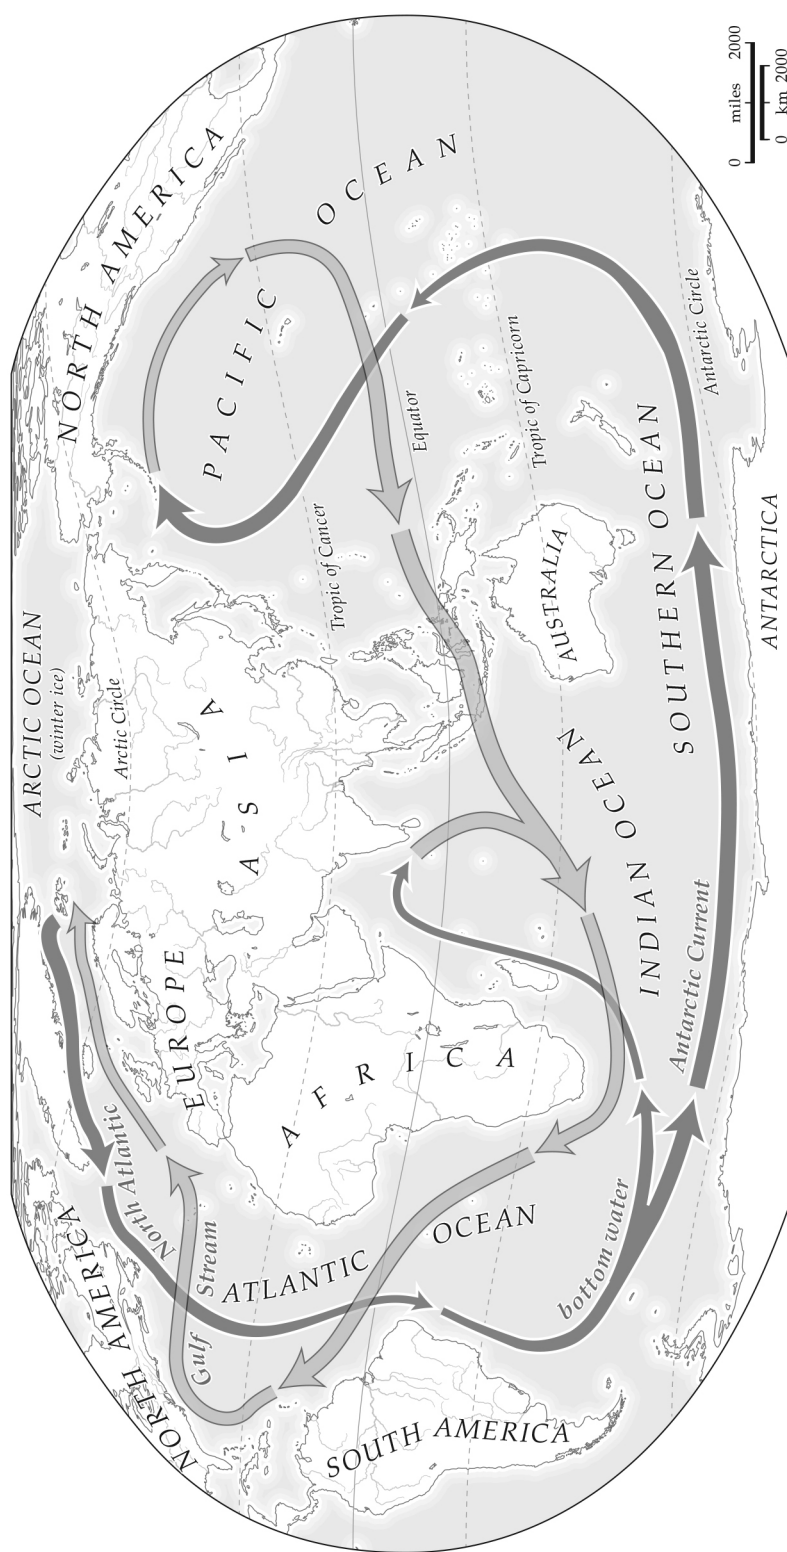 ARCTIC OCEAN
(winter ice)
Arctic Circle
NORTH AMERICA
NORTH AMERICA
EUROPE
ASIA
North Atlantic
Gulf Stream
ATLANTIC OCEAN
AFRICA
PACIFIC OCEAN
Tropic of Cancer
Equator
SOUTH AMERICA
INDIAN OCEAN
AUSTRALIA
Tropic of Capricorn
bottom water
Antarctic Current
SOUTHERN OCEAN
Antarctic Circle
ANTARCTICA
0 miles 2000
0 km 2000